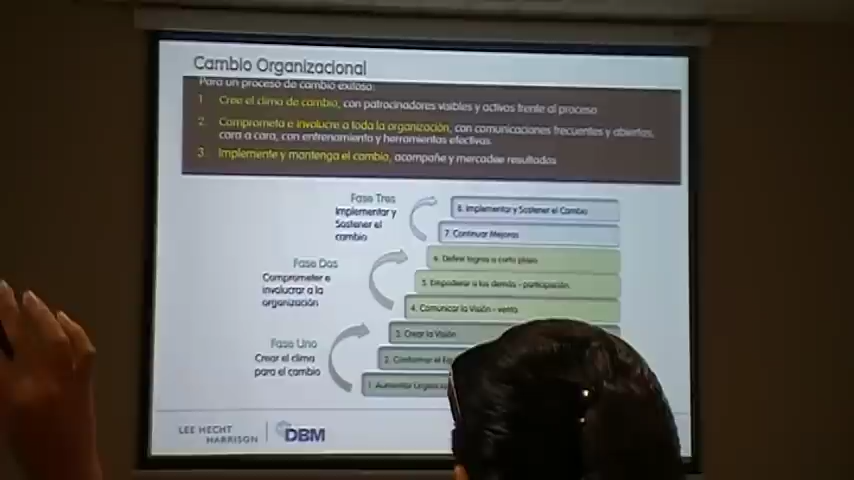 Cambio Organizacional
Para un proceso de cambio exitoso:
1. Cree el clima de cambio, con patrocinadores visibles y activos frente al proceso
2. Comprometa e involucre a toda la organización, con comunicaciones frecuentes y abiertas,
cara a cara, con entrenamiento y herramientas efectivas.
3. Implemente y mantenga el cambio, acompañe y mercadee resultados
Fase Tres
Implementar y
Sostener el
cambio
8. Implementar y Sostener el Cambio
7. Continuar Mejoras
Fase Dos
Comprometer e
involucrar a la
organización
6. Definir logros a corto plazo
5. Empoderar a los demás - participación
4. Comunicar la Visión - venta
Fase Uno
Crear el clima
para el cambio
3. Crear la Visión
2. Conformar el
1. Aumentar
LEE HECHT
HARRISON
DBM